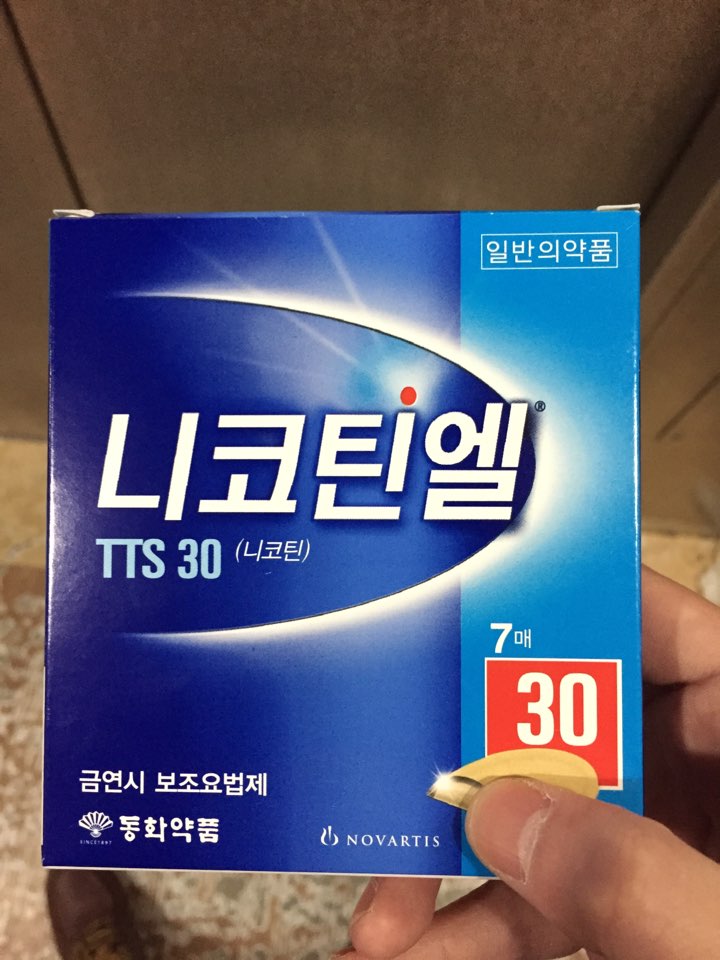 일반의약품
니코틴엘®
TTS 30 (니코틴)
7매
30
금연시 보조요법제
동화약품
SINCE1897
NOVARTIS